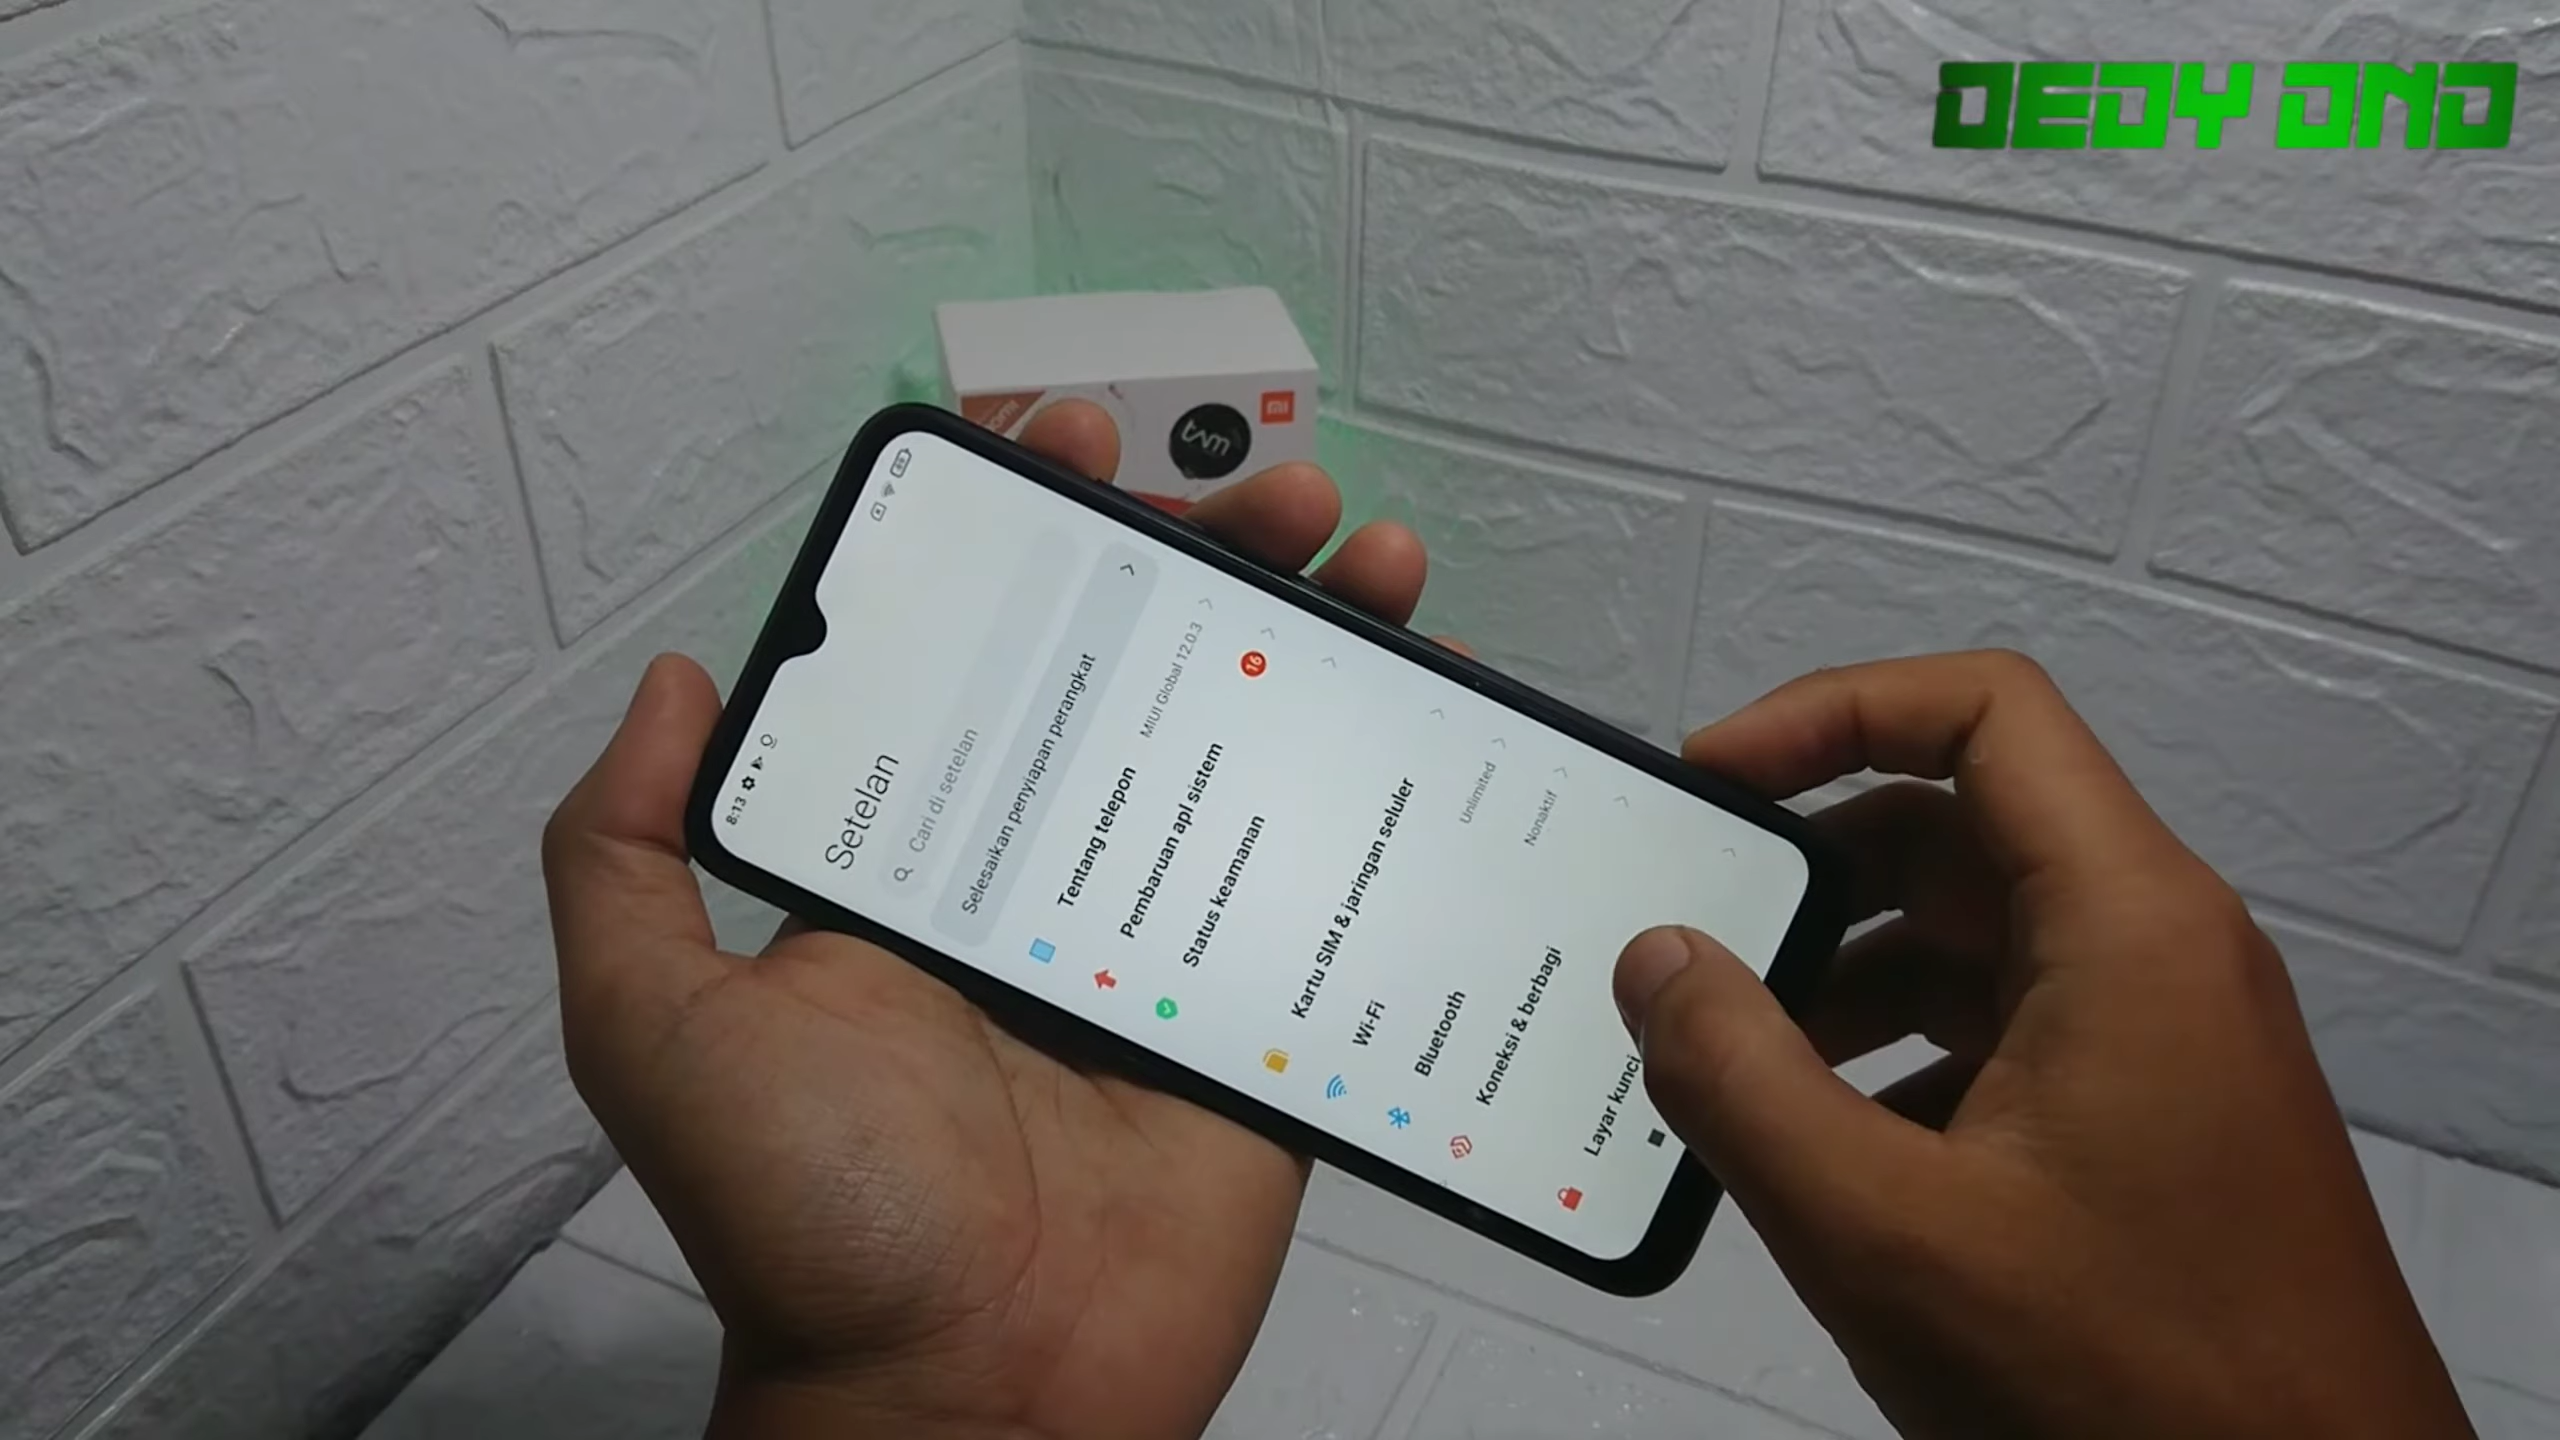 DEDY DND
mi
tam
8:13
Setelan
Cari di setelan
Selesaikan penyiapan perangkat
Tentang telepon MIUI Global 12.0.3
Pembaruan apl sistem 16
Status keamanan
Kartu SIM & jaringan seluler
Wi-Fi Unlimited
Bluetooth Nonaktif
Koneksi & berbagi
Layar kunci